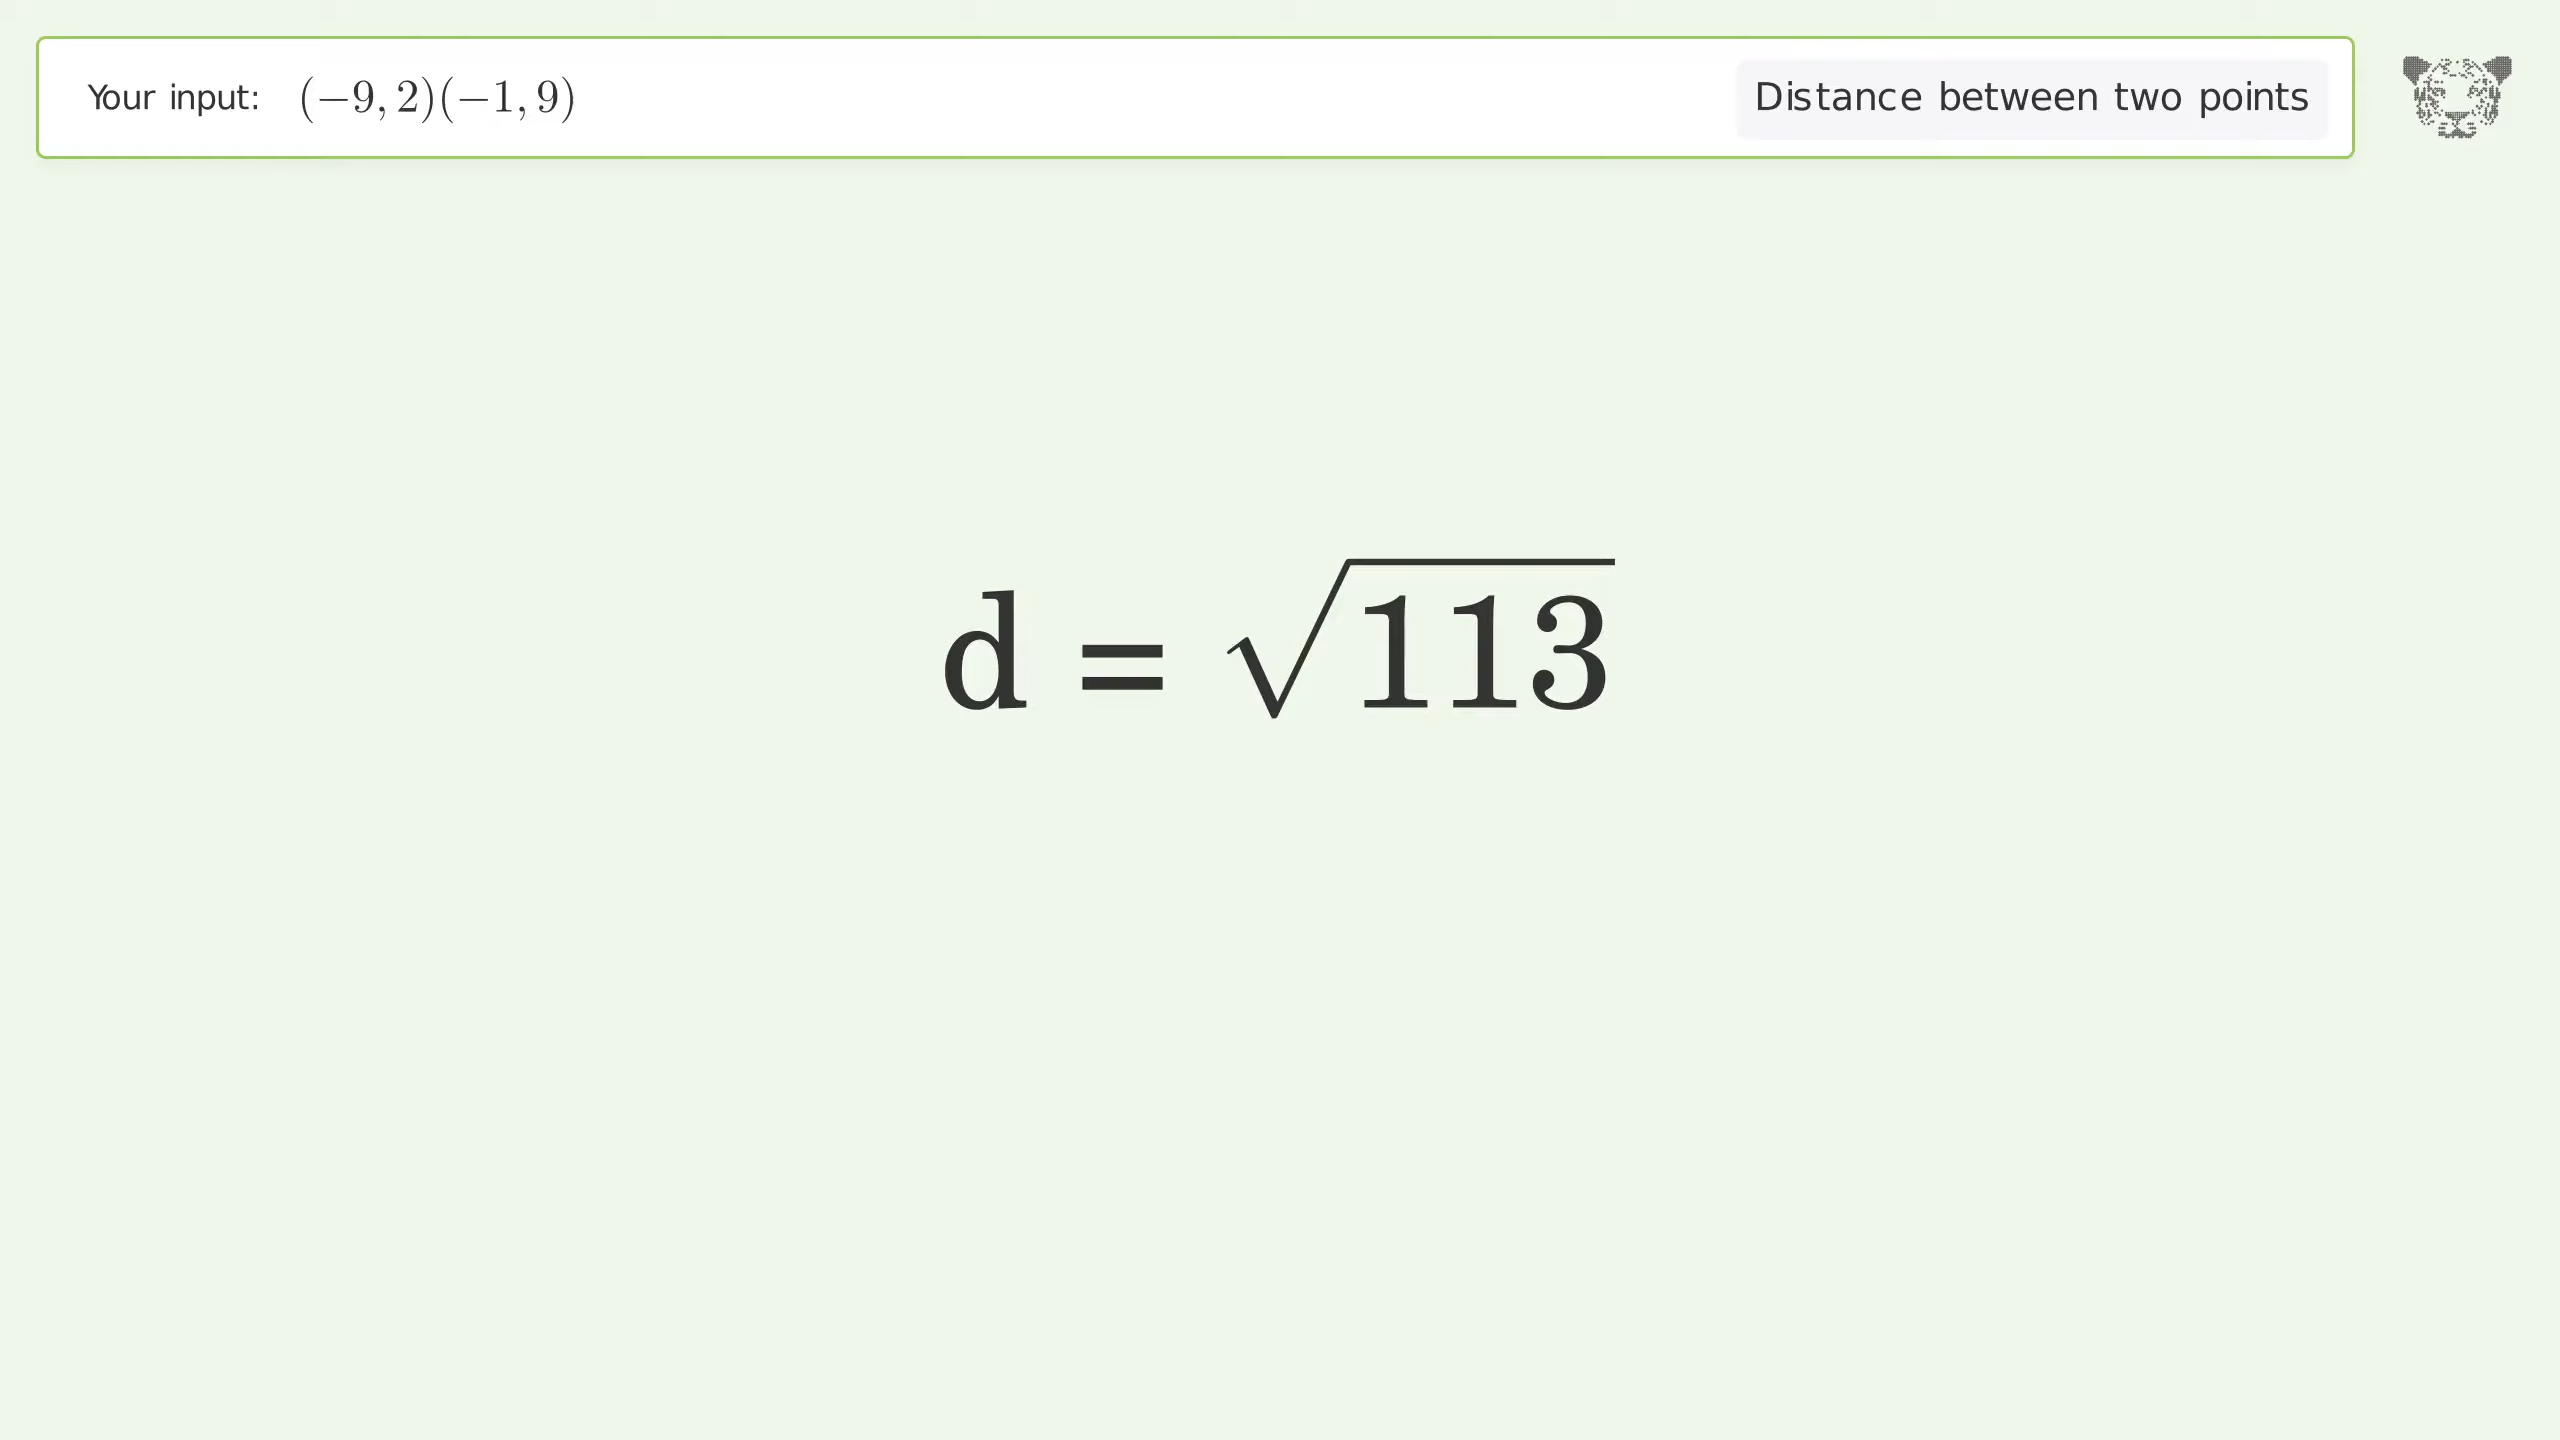 Your input: (−9, 2)(−1, 9)
Distance between two points
d = √113